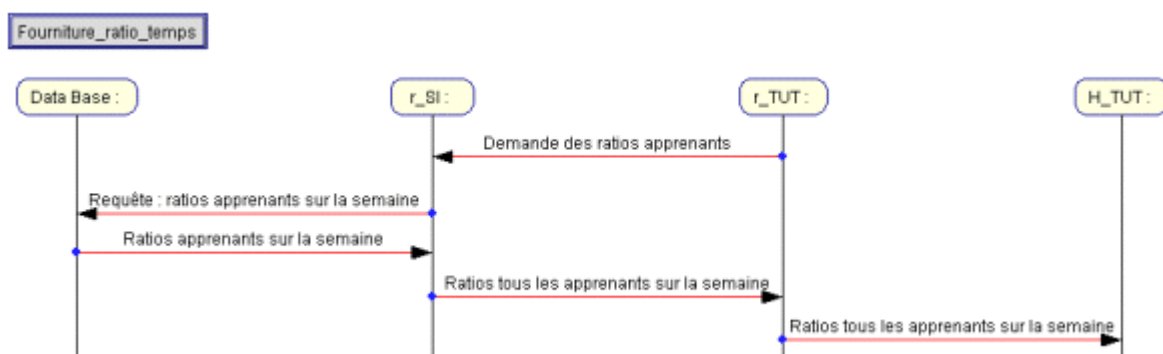 Fourniture_ratio_temps
Data Base :
r_SI :
r_TUT :
H_TUT :
Demande des ratios apprenants
Requête : ratios apprenants sur la semaine
Ratios apprenants sur la semaine
Ratios tous les apprenants sur la semaine
Ratios tous les apprenants sur la semaine